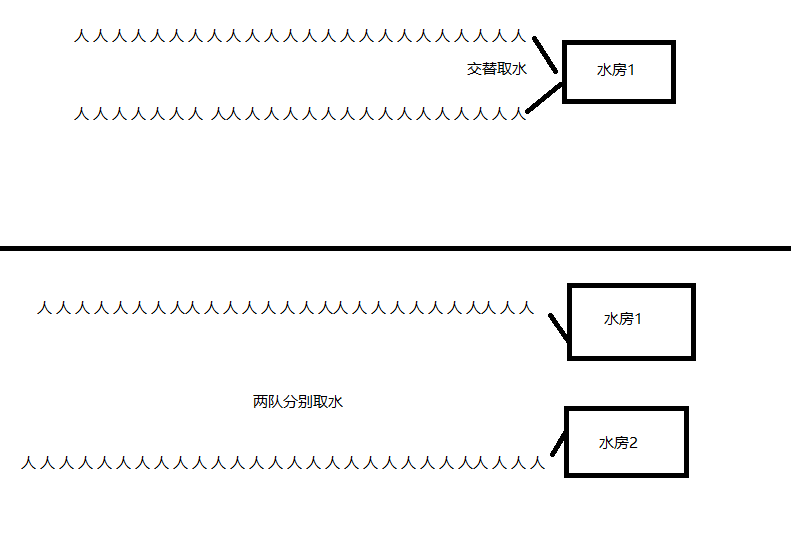 人 人 人 人 人 人 人 人 人 人 人 人 人 人 人 人 人 人 人 人 人 人 人 人
交替取水
水房1
人 人 人 人 人 人 人 人人 人 人 人 人 人 人 人 人 人 人 人 人 人 人 人
人 人 人 人 人 人 人 人人 人 人 人 人 人 人 人人 人 人 人 人 人 人 人人 人 人
水房1
两队分别取水
水房2
人 人 人 人 人 人 人 人 人 人 人 人 人 人 人 人 人 人 人 人 人 人 人 人人 人 人 人